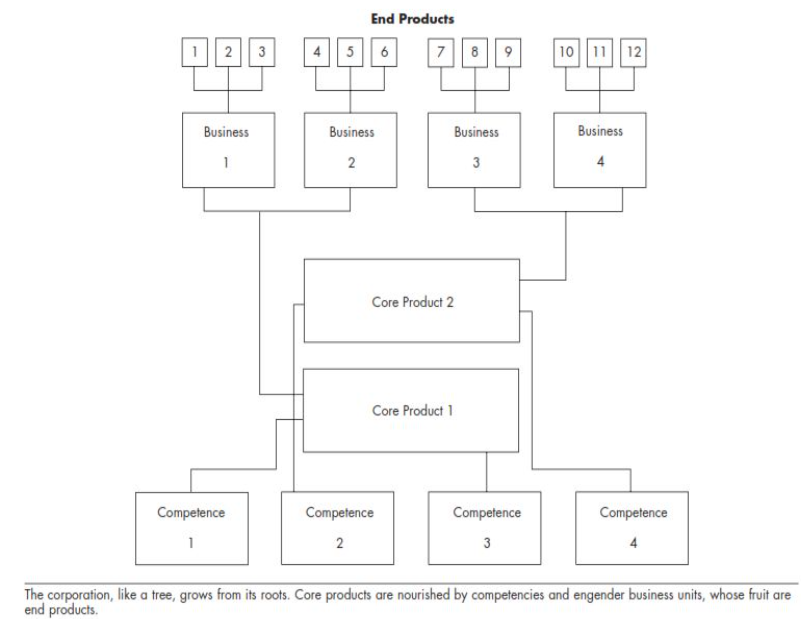 End Products
1 2 3 4 5 6 7 8 9 10 11 12
Business Business Business Business
1 2 3 4
Core Product 2
Core Product 1
Competence Competence Competence Competence
1 2 3 4
The corporation, like a tree, grows from its roots. Core products are nourished by competencies and engender business units, whose fruit are
end products.